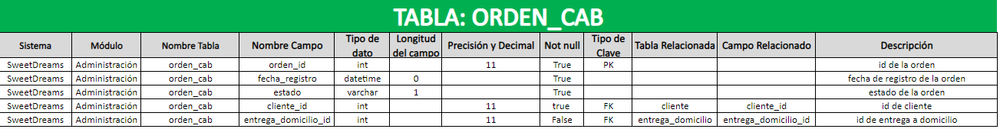 TABLA: ORDEN_CAB
Sistema Módulo Nombre Tabla Nombre Campo Tipo de dato Longitud del campo Precisión y Decimal Not null Tipo de Clave Tabla Relacionada Campo Relacionado Descripción
SweetDreams Administración orden_cab orden_id int 11 True PK id de la orden
SweetDreams Administración orden_cab fecha_registro datetime 0 True fecha de registro de la orden
SweetDreams Administración orden_cab estado varchar 1 True estado de la orden
SweetDreams Administración orden_cab cliente_id int 11 true FK cliente cliente_id id de cliente
SweetDreams Administración orden_cab entrega_domicilio_id int 11 False FK entrega_domicilio entrega_domicilio_id id de entrega a domicilio